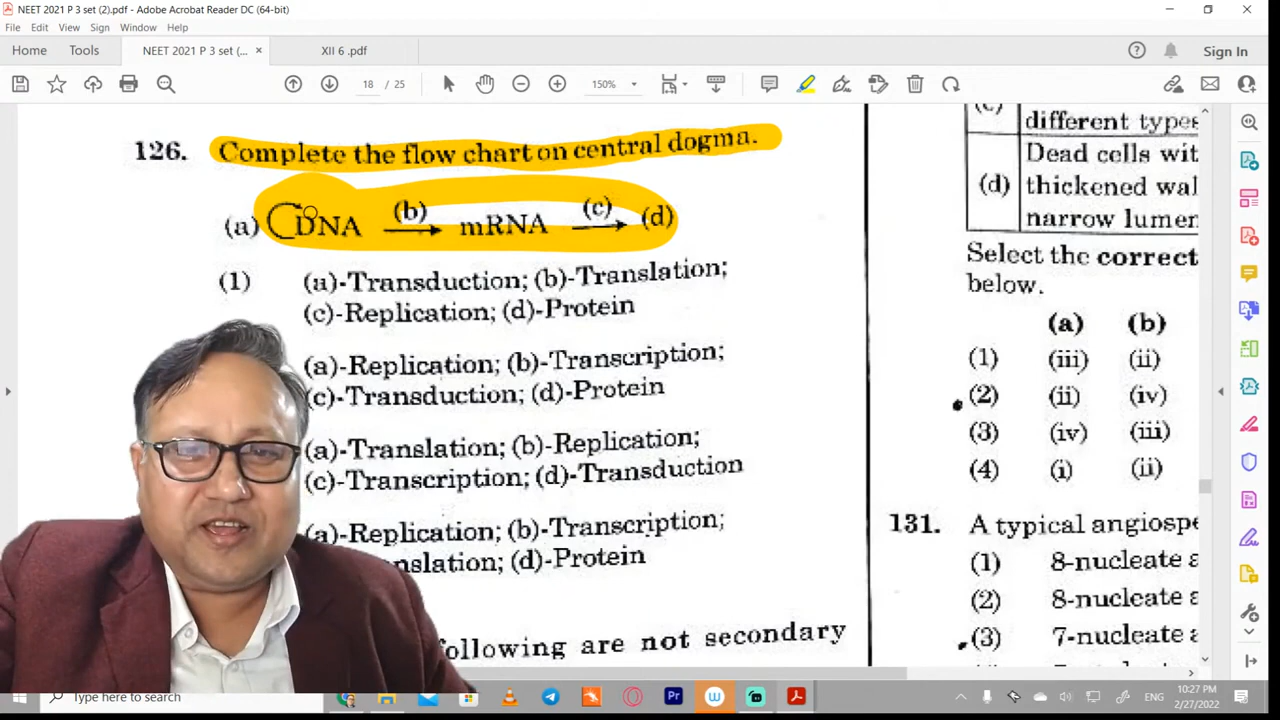 NEET 2021 P 3 set (2).pdf - Adobe Acrobat Reader DC (64-bit)
File Edit View Sign Window Help
Home Tools NEET 2021 P 3 set (... × XII 6 .pdf Sign In
18 / 25 150%
126. Complete the flow chart on central dogma.
(a) DNA (b) mRNA (c) (d)
(1) (a)-Transduction; (b)-Translation;
(c)-Replication; (d)-Protein
(a)-Replication; (b)-Transcription;
(c)-Transduction; (d)-Protein
(a)-Translation; (b)-Replication;
(c)-Transcription; (d)-Transduction
(a)-Replication; (b)-Transcription;
nslation; (d)-Protein
ollowing are not secondary
(c) different types
(d) Dead cells wit
thickened wal
narrow lumen
Select the correct
below.
(a) (b)
(1) (iii) (ii)
(2) (ii) (iv)
(3) (iv) (iii)
(4) (i) (ii)
131. A typical angiospe
(1) 8-nucleate a
(2) 8-nucleate a
(3) 7-nucleate a
Type here to search
ENG
10:27 PM
2/27/2022